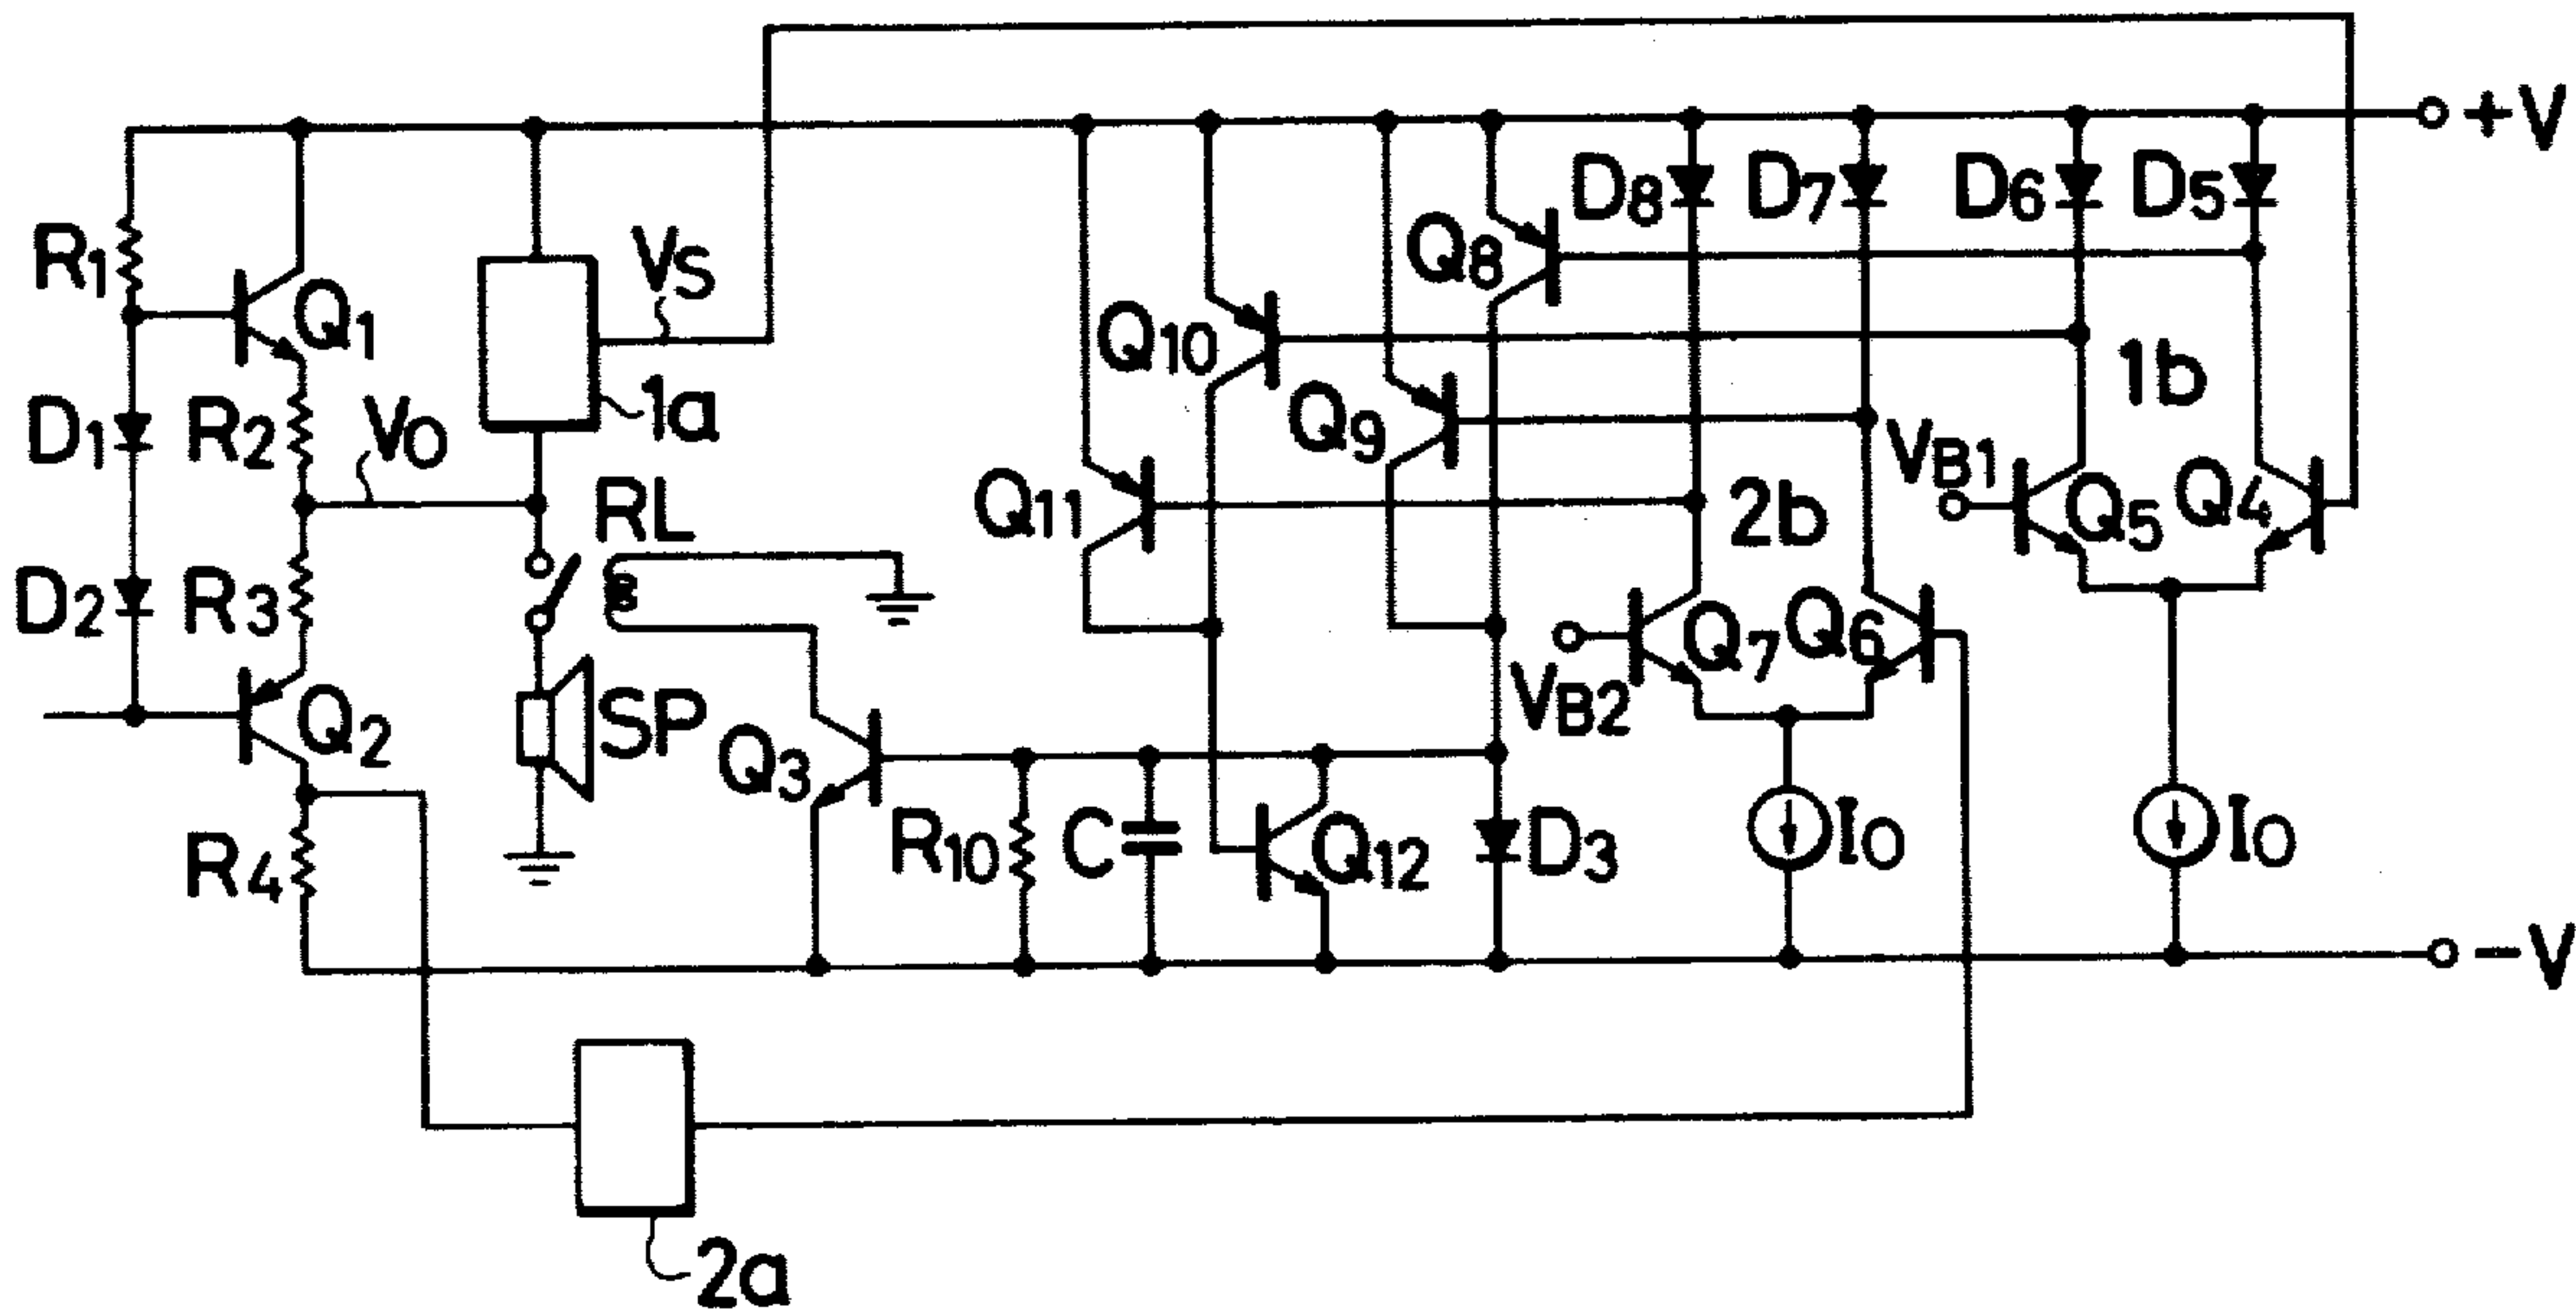 +V
D8
D7
D6
D5
R1
Q1
VS
Q8
Q10
1a
1b
D1
R2
VO
Q9
VB1
Q5
Q4
RL
Q11
2b
D2
R3
Q7
Q6
Q2
SP
VB2
Q3
R4
R10
C
Q12
D3
IO
IO
-V
2a